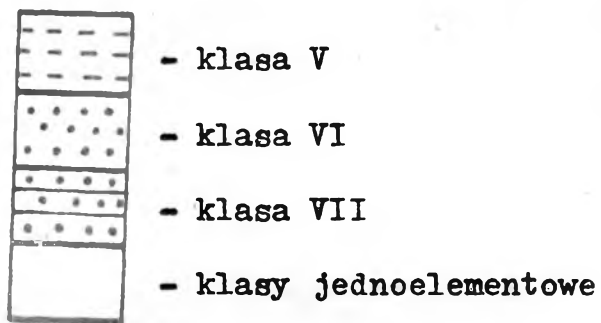 - klasa V
- klasa VI
- klasa VII
- klasy jednoelementowe